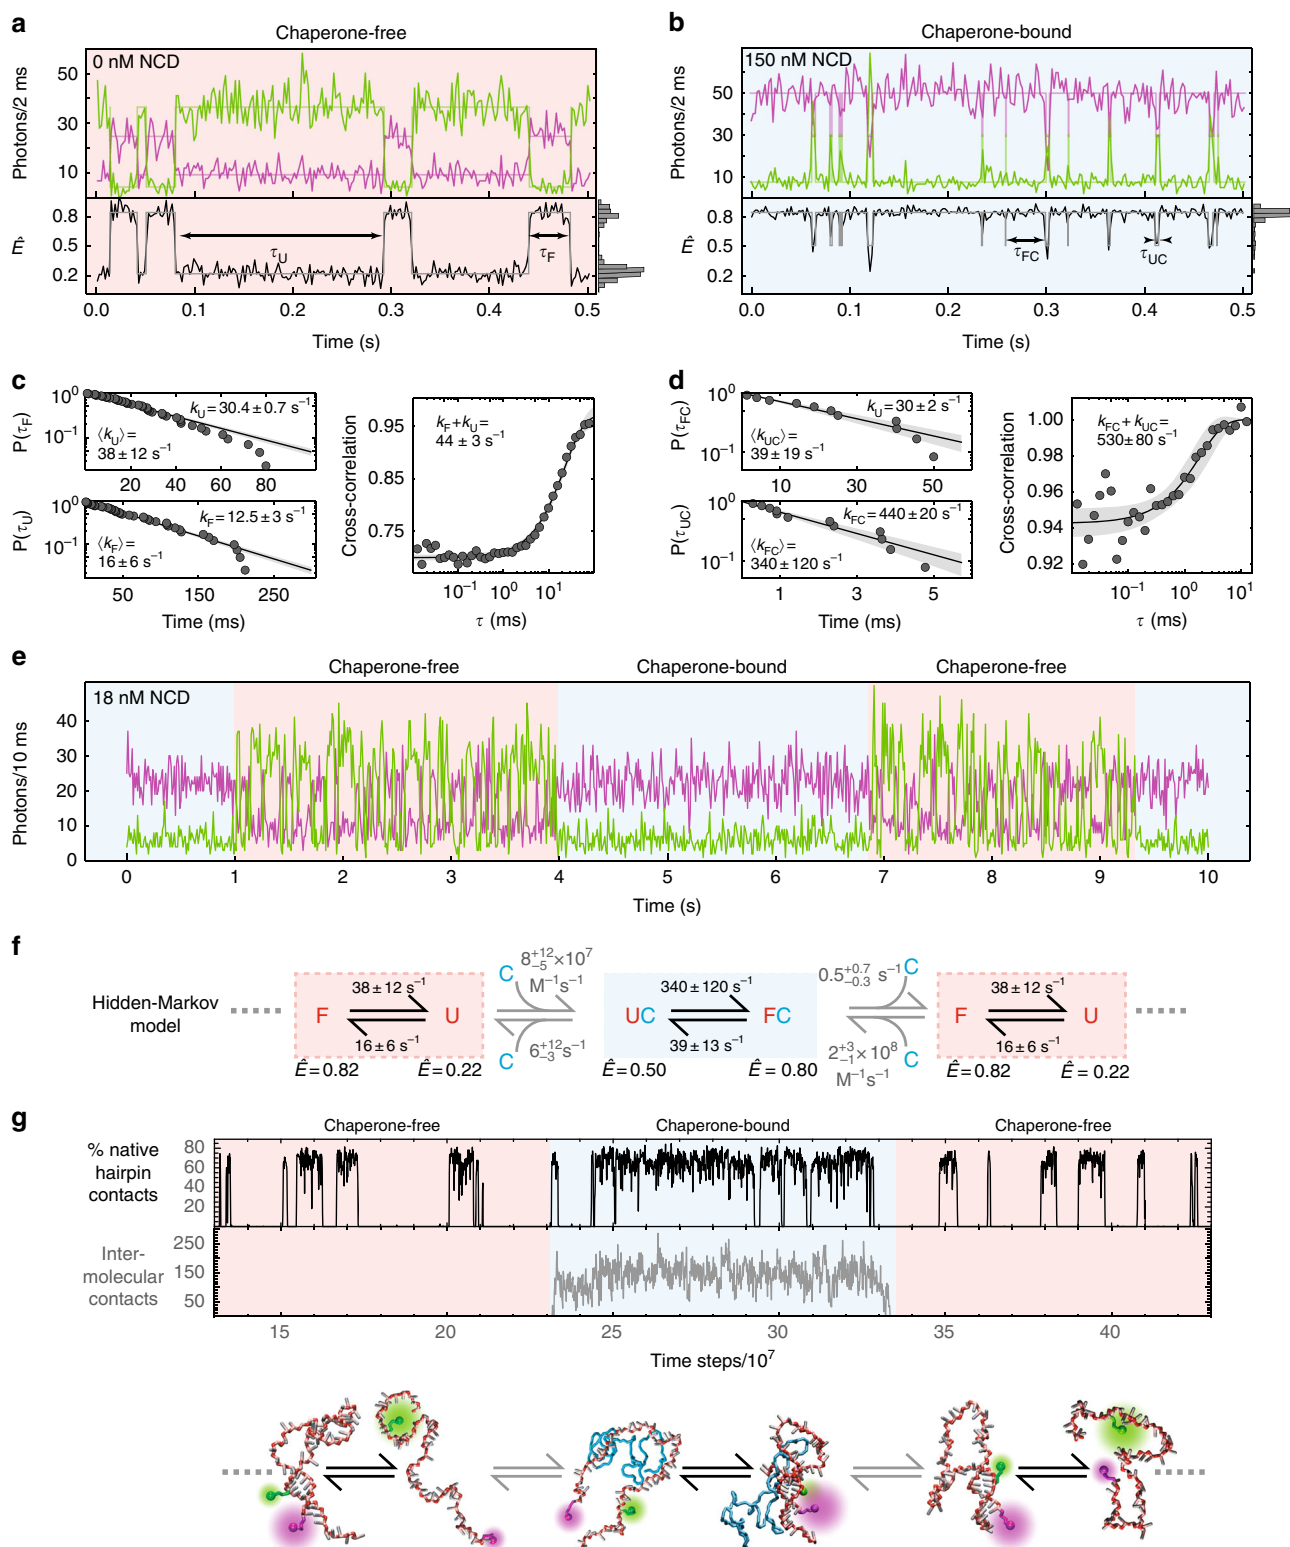 a
Chaperone-free
0 nM NCD
Photons/2 ms
50
30
10
Ê
0.8
0.5
0.2
τU
τF
0.0 0.1 0.2 0.3 0.4 0.5
Time (s)
b
Chaperone-bound
150 nM NCD
Photons/2 ms
50
30
10
Ê
0.8
0.5
0.2
τFC
τUC
0.0 0.1 0.2 0.3 0.4 0.5
Time (s)
c
P(τF)
10⁰
10⁻¹
kU = 30.4 ± 0.7 s⁻¹
⟨kU⟩ =
38 ± 12 s⁻¹
20 40 60 80
P(τU)
10⁰
10⁻¹
kF = 12.5 ± 3 s⁻¹
⟨kF⟩ =
16 ± 6 s⁻¹
50 150 250
Time (ms)
Cross-correlation
0.95
0.85
0.75
kF + kU =
44 ± 3 s⁻¹
10⁻¹ 10⁰ 10¹
τ (ms)
d
P(τFC)
10⁰
10⁻¹
kU = 30 ± 2 s⁻¹
⟨kUC⟩ =
39 ± 19 s⁻¹
10 30 50
P(τUC)
10⁰
10⁻¹
kFC = 440 ± 20 s⁻¹
⟨kFC⟩ =
340 ± 120 s⁻¹
1 3 5
Time (ms)
Cross-correlation
1.00
0.98
0.96
0.94
0.92
kFC + kUC =
530 ± 80 s⁻¹
10⁻¹ 10⁰ 10¹
τ (ms)
e
Chaperone-free Chaperone-bound Chaperone-free
18 nM NCD
Photons/10 ms
40
30
20
10
0
0 1 2 3 4 5 6 7 8 9 10
Time (s)
f
Hidden-Markov
model
38 ± 12 s⁻¹
F U
16 ± 6 s⁻¹
Ê = 0.82 Ê = 0.22
C
8 +12 −5 × 10⁷
M⁻¹s⁻¹
C
6 +12 −3 s⁻¹
340 ± 120 s⁻¹
UC FC
39 ± 13 s⁻¹
Ê = 0.50 Ê = 0.80
0.5 +0.7 −0.3 s⁻¹
C
2 +3 −1 × 10⁸
M⁻¹s⁻¹
C
38 ± 12 s⁻¹
F U
16 ± 6 s⁻¹
Ê = 0.82 Ê = 0.22
g
Chaperone-free Chaperone-bound Chaperone-free
% native
hairpin
contacts
80
60
40
20
Inter-
molecular
contacts
250
150
50
15 20 25 30 35 40
Time steps/10⁷